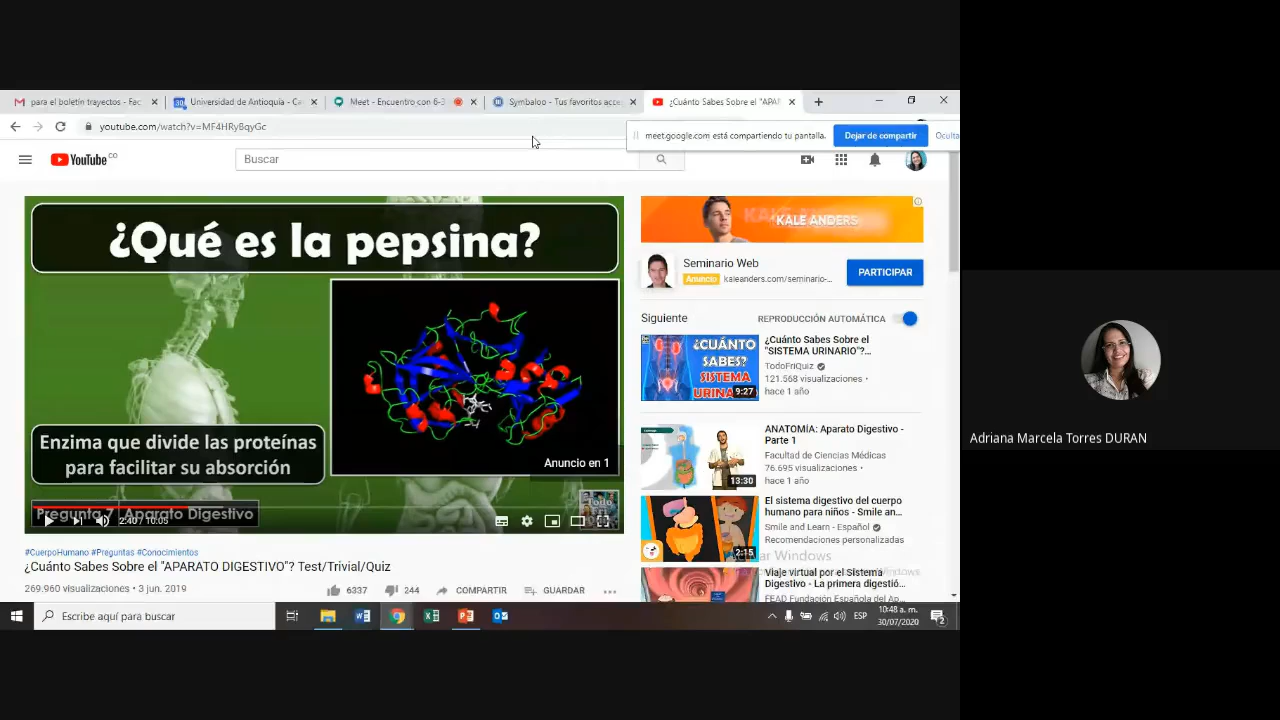 para el boletín trayectos - Fac
Universidad de Antioquía - Ca
Meet - Encuentro con 6-3
Symbaloo - Tus favoritos acce
¿Cuánto Sabes Sobre el "APAR
youtube.com/watch?v=MF4HRyBqyGc
meet.google.com está compartiendo tu pantalla.
Dejar de compartir
Oculta
YouTube CO
Buscar
¿Qué es la pepsina?
Enzima que divide las proteínas
para facilitar su absorción
Anuncio en 1
Pregunta 7 Aparato Digestivo
2:40 / 10:05
#CuerpoHumano #Preguntas #Conocimientos
¿Cuánto Sabes Sobre el "APARATO DIGESTIVO"? Test/Trivial/Quiz
269.960 visualizaciones • 3 jun. 2019
6337
244
COMPARTIR
GUARDAR
KALE ANDERS
Seminario Web
Anuncio kaleanders.com/seminario-...
PARTICIPAR
Siguiente
REPRODUCCIÓN AUTOMÁTICA
¿CUÁNTO
SABES?
SISTEMA
9:27
¿Cuánto Sabes Sobre el
"SISTEMA URINARIO"?...
TodoFriQuiz
121.568 visualizaciones •
hace 1 año
13:30
ANATOMÍA: Aparato Digestivo -
Parte 1
Facultad de Ciencias Médicas
76.695 visualizaciones •
hace 1 año
2:15
El sistema digestivo del cuerpo
humano para niños - Smile an...
Smile and Learn - Español
Recomendaciones personalizadas
Windows
Viaje virtual por el Sistema
Digestivo - La primera digestió...
FEAD Fundación Española del Ap...
Escribe aquí para buscar
ESP
10:48 a. m.
30/07/2020
2
Adriana Marcela Torres DURAN